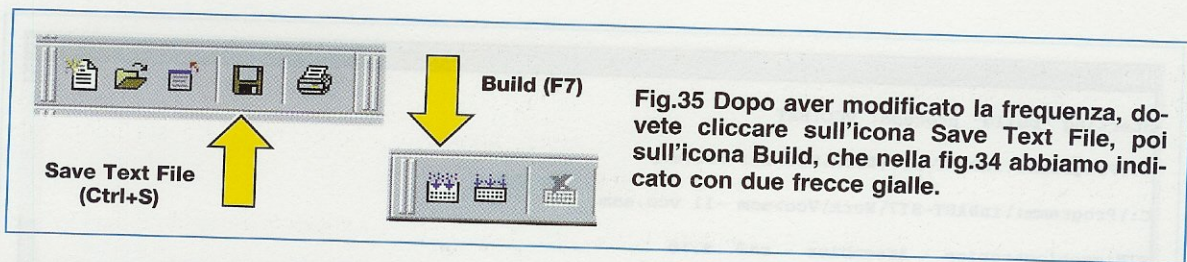 Save Text File
(Ctrl+S)
Build (F7)
Fig.35 Dopo aver modificato la frequenza, do-
vete cliccare sull'icona Save Text File, poi
sull'icona Build, che nella fig.34 abbiamo indi-
cato con due frecce gialle.